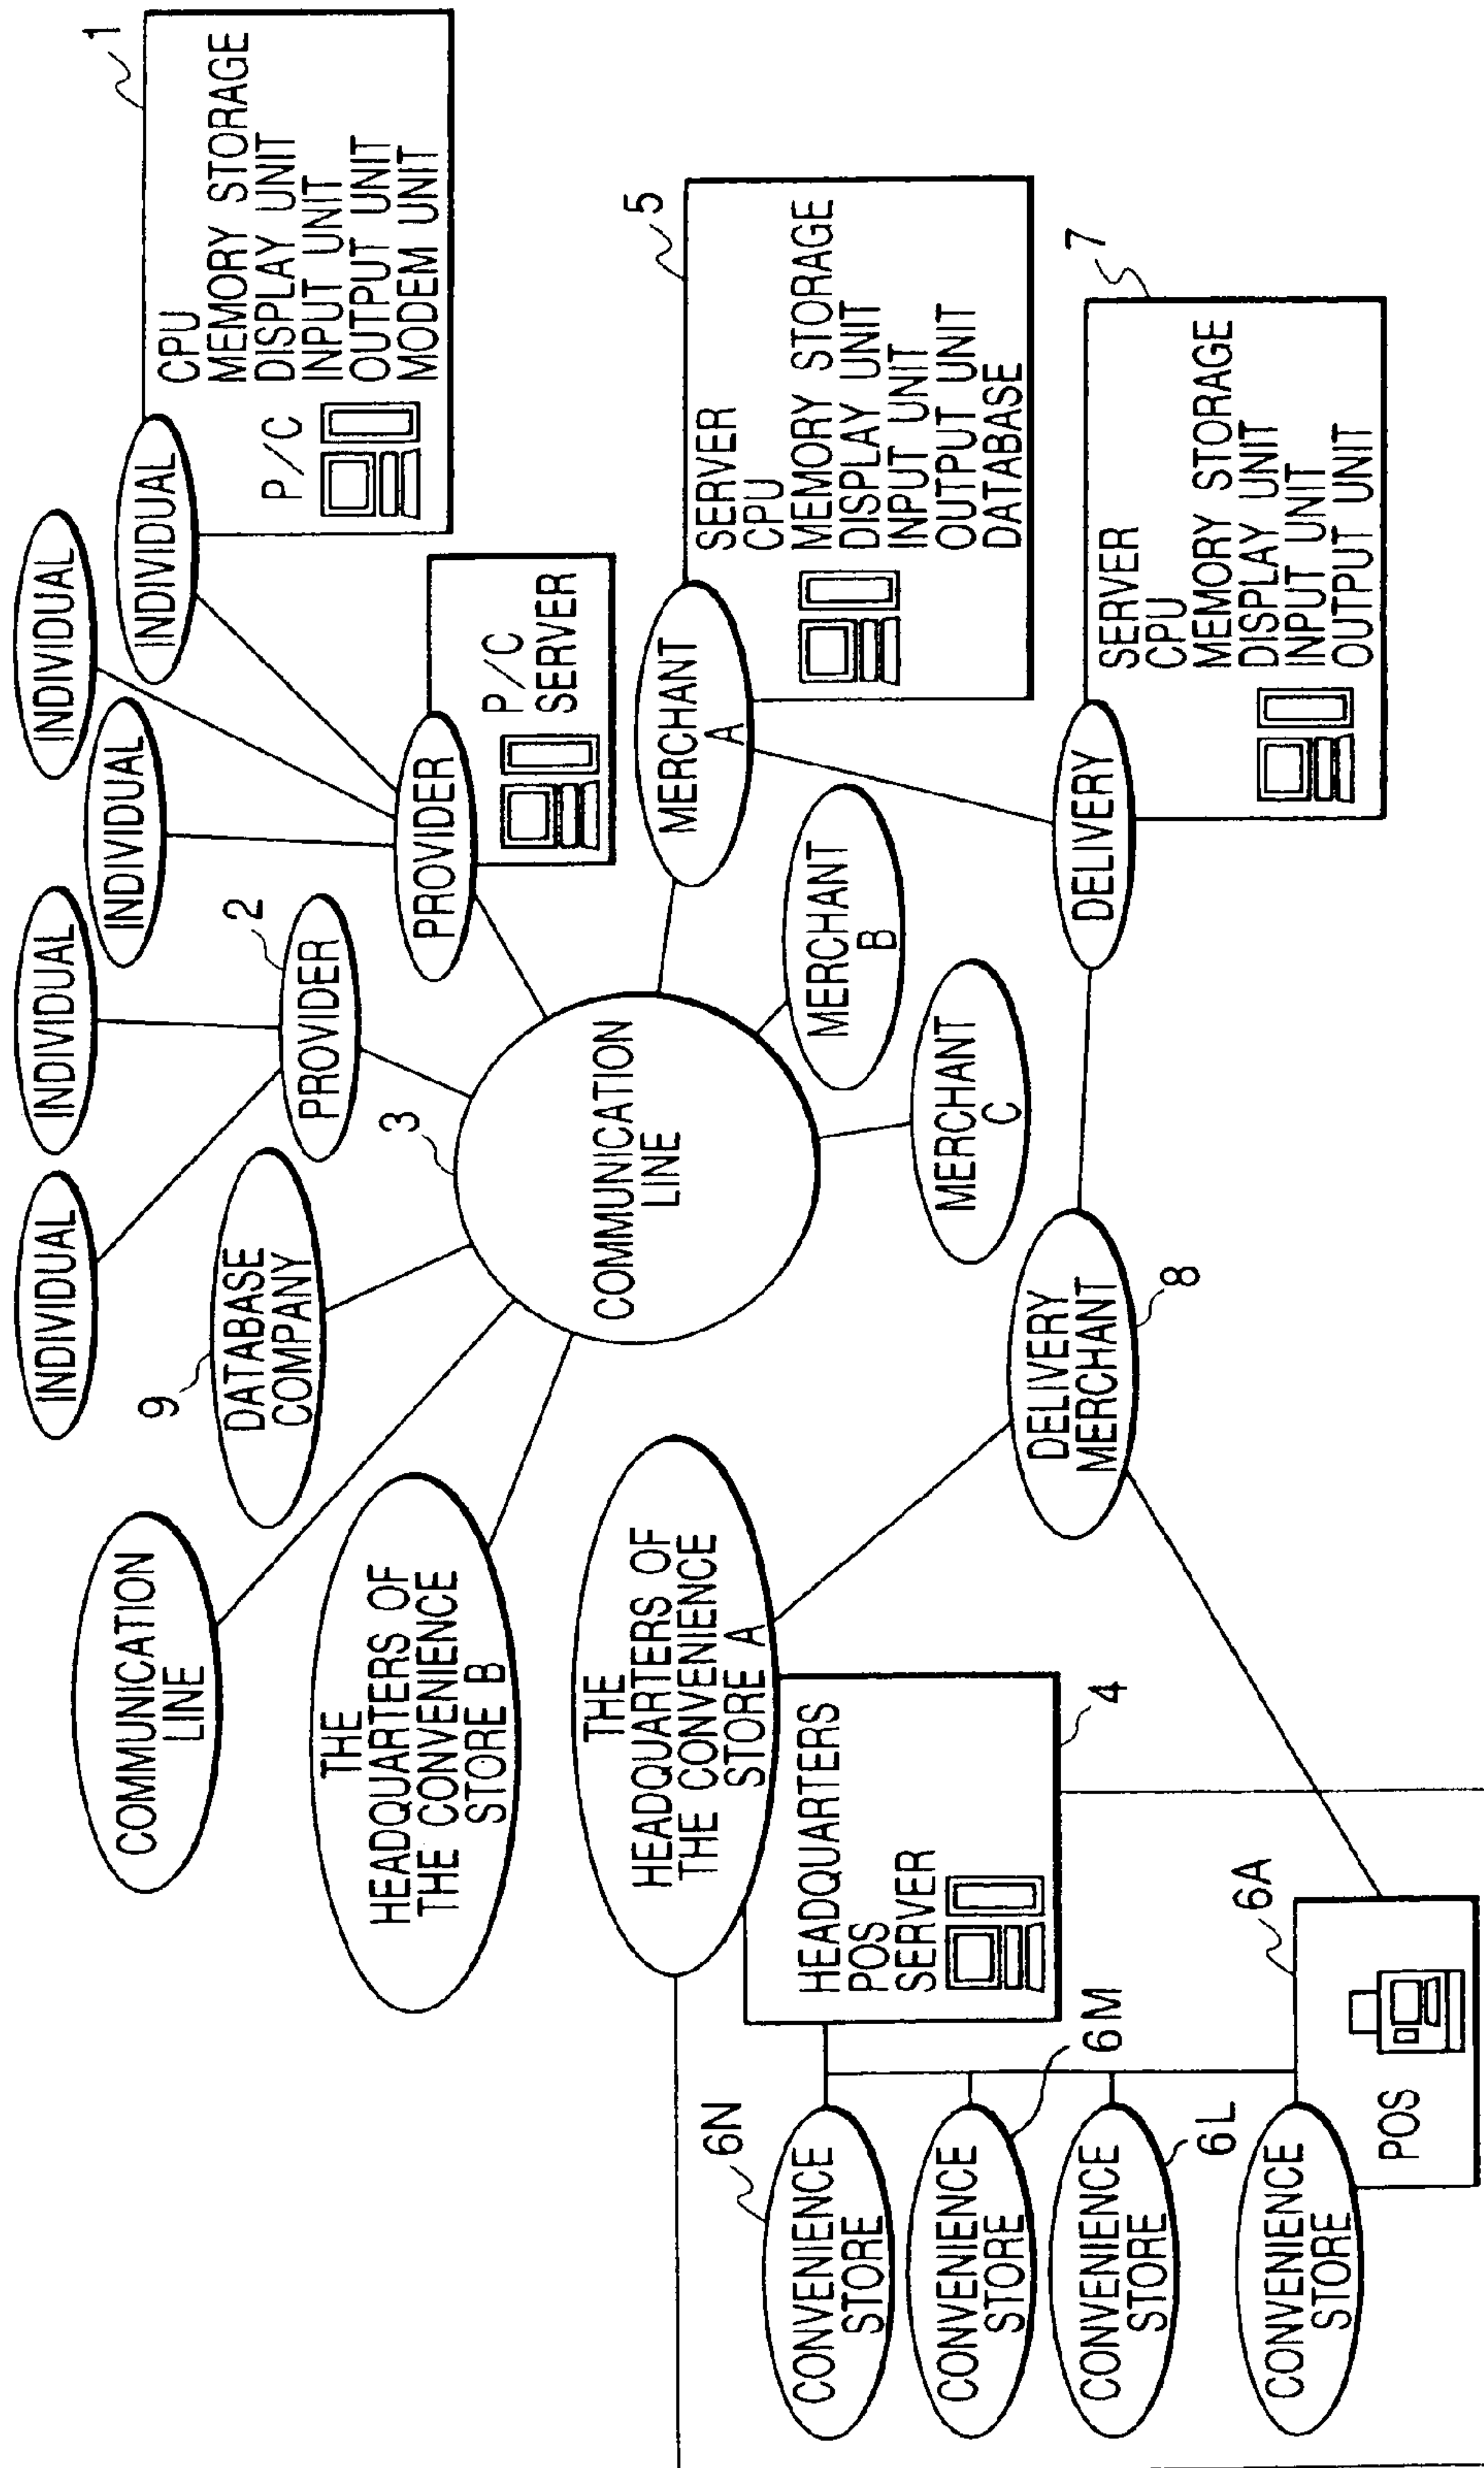 INDIVIDUAL
INDIVIDUAL
INDIVIDUAL
INDIVIDUAL
INDIVIDUAL
1
P/C
CPU
MEMORY STORAGE
DISPLAY UNIT
INPUT UNIT
OUTPUT UNIT
MODEM UNIT
COMMUNICATION
LINE
9
DATABASE
COMPANY
2
PROVIDER
PROVIDER
P/C
SERVER
THE
HEADQUARTERS OF
THE CONVENIENCE
STORE B
3
COMMUNICATION
LINE
MERCHANT
A
5
SERVER
CPU
MEMORY STORAGE
DISPLAY UNIT
INPUT UNIT
OUTPUT UNIT
DATABASE
THE
HEADQUARTERS OF
THE CONVENIENCE
STORE A
MERCHANT
B
MERCHANT
C
6N
CONVENIENCE
STORE
HEADQUARTERS
POS
SERVER
4
CONVENIENCE
STORE
6M
DELIVERY
MERCHANT
8
DELIVERY
7
SERVER
CPU
MEMORY STORAGE
DISPLAY UNIT
INPUT UNIT
OUTPUT UNIT
CONVENIENCE
STORE
6L
6A
CONVENIENCE
STORE
POS